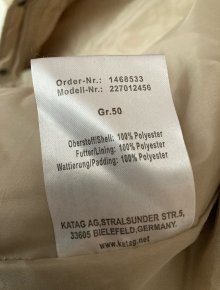 Order-Nr.: 1468533
Modell-Nr.: 227012456
Gr.50
Oberstoff/Shell: 100% Polyester
Futter/Lining: 100% Polyester
Wattierung/Padding: 100% Polyester
KATAG AG, STRALSUNDER STR.5,
33605 BIELEFELD, GERMANY.
www.katag.net